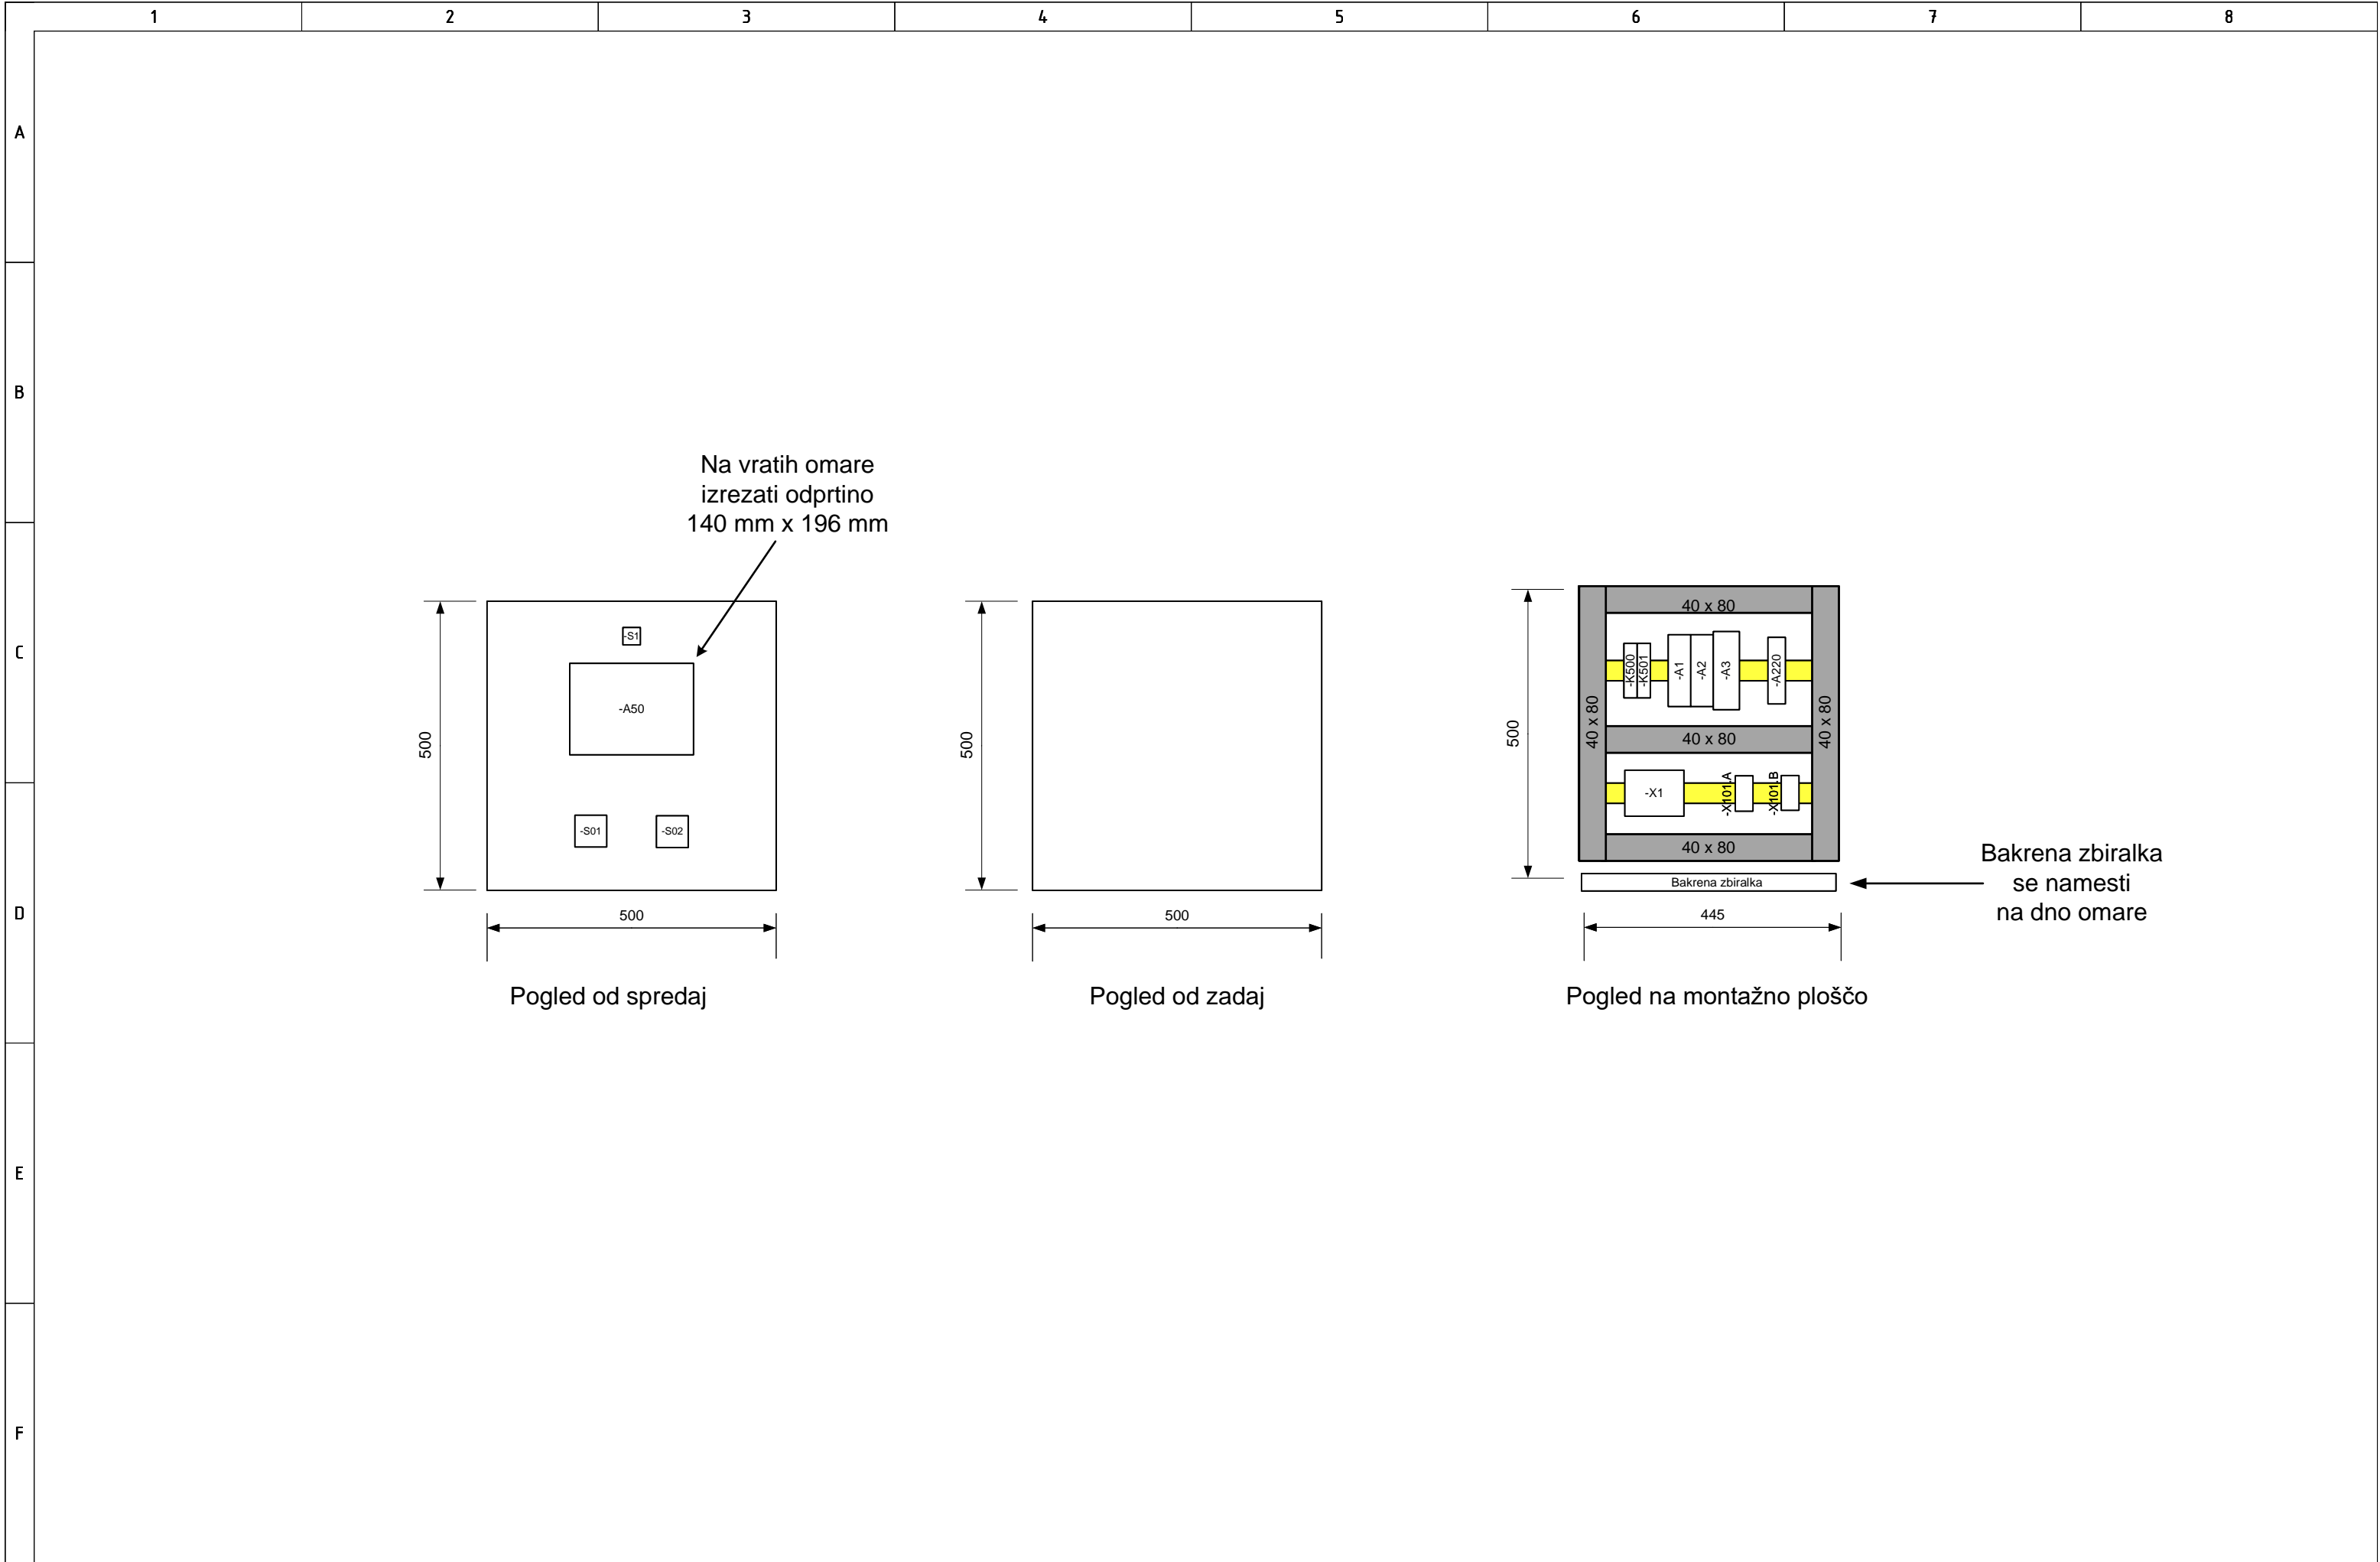 1 2 3 4 5 6 7 8
A
B
C
D
E
F
Na vratih omare
izrezati odprtino
140 mm x 196 mm
500
-S1
-A50
-S01
-S02
500
Pogled od spredaj
500
500
Pogled od zadaj
500
40 x 80
40 x 80
-K500
-K501
-A1
-A2
-A3
-A220
40 x 80
40 x 80
-X1
-X101.A
-X101.B
40 x 80
Bakrena zbiralka
445
Pogled na montažno ploščo
Bakrena zbiralka
se namesti
na dno omare